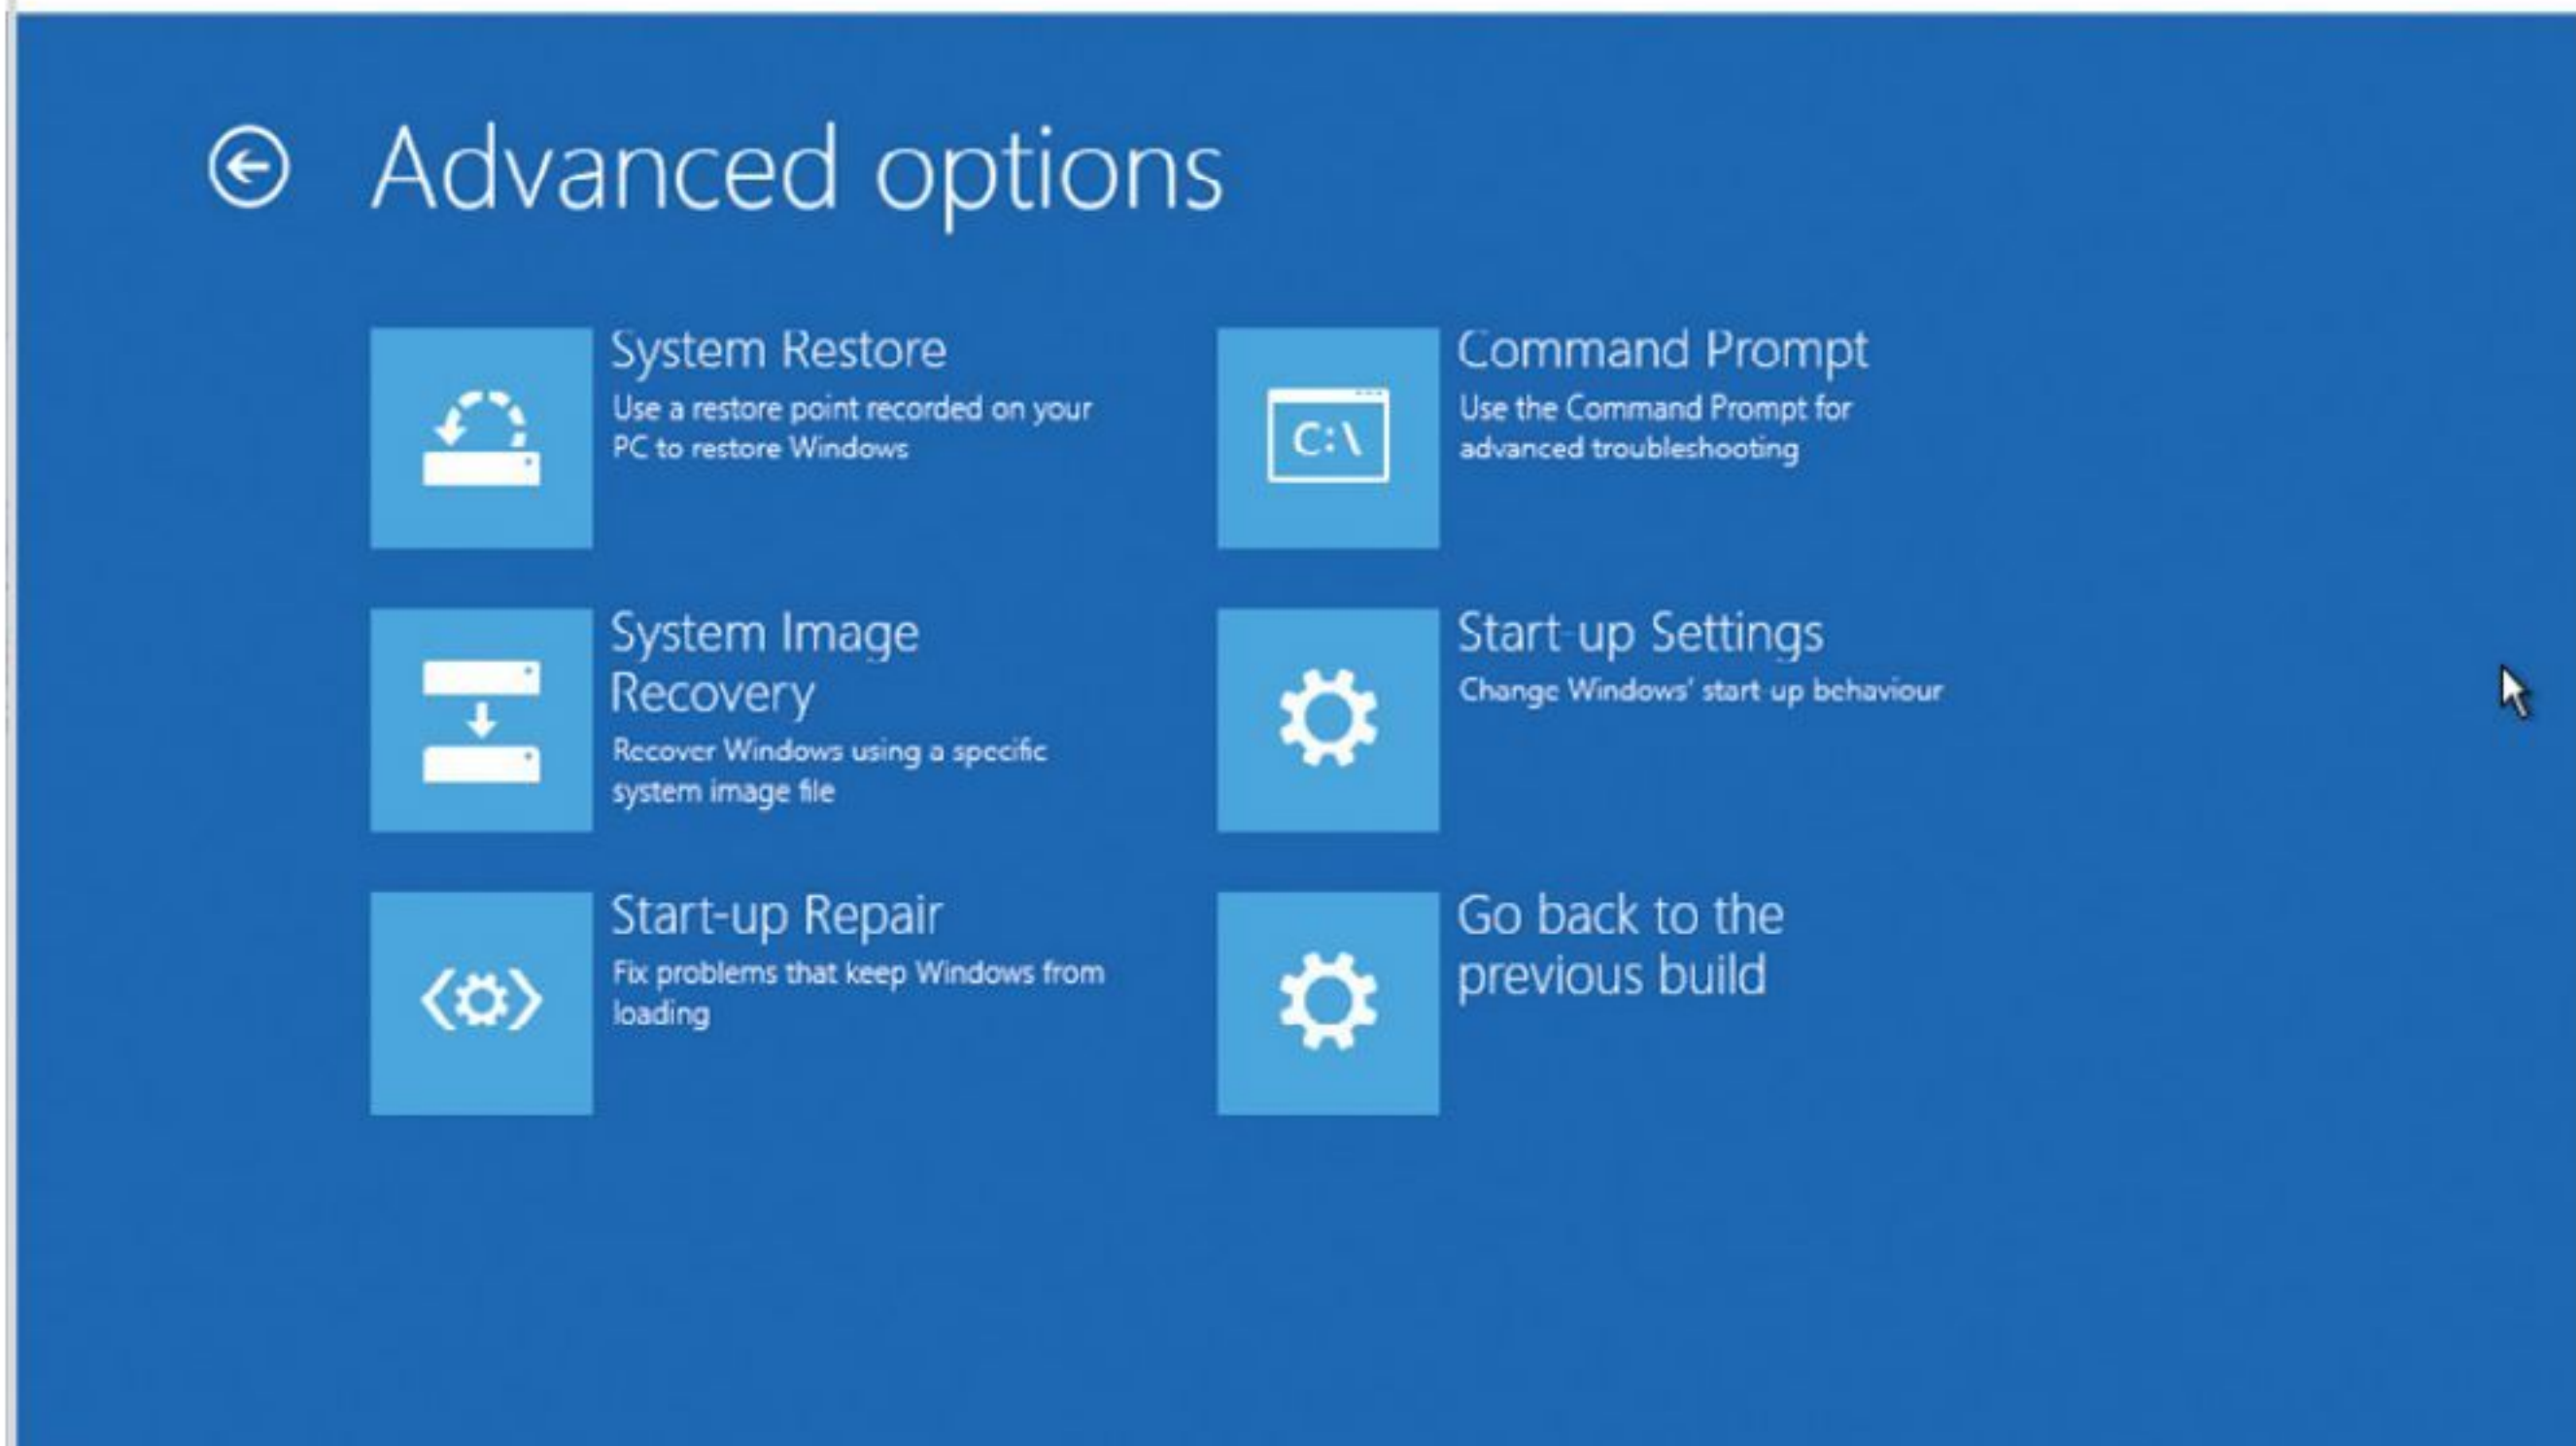 Advanced options
System Restore
Use a restore point recorded on your
PC to restore Windows
Command Prompt
Use the Command Prompt for
advanced troubleshooting
C:\
System Image
Recovery
Recover Windows using a specific
system image file
Start-up Settings
Change Windows' start-up behaviour
Start-up Repair
Fix problems that keep Windows from
loading
Go back to the
previous build